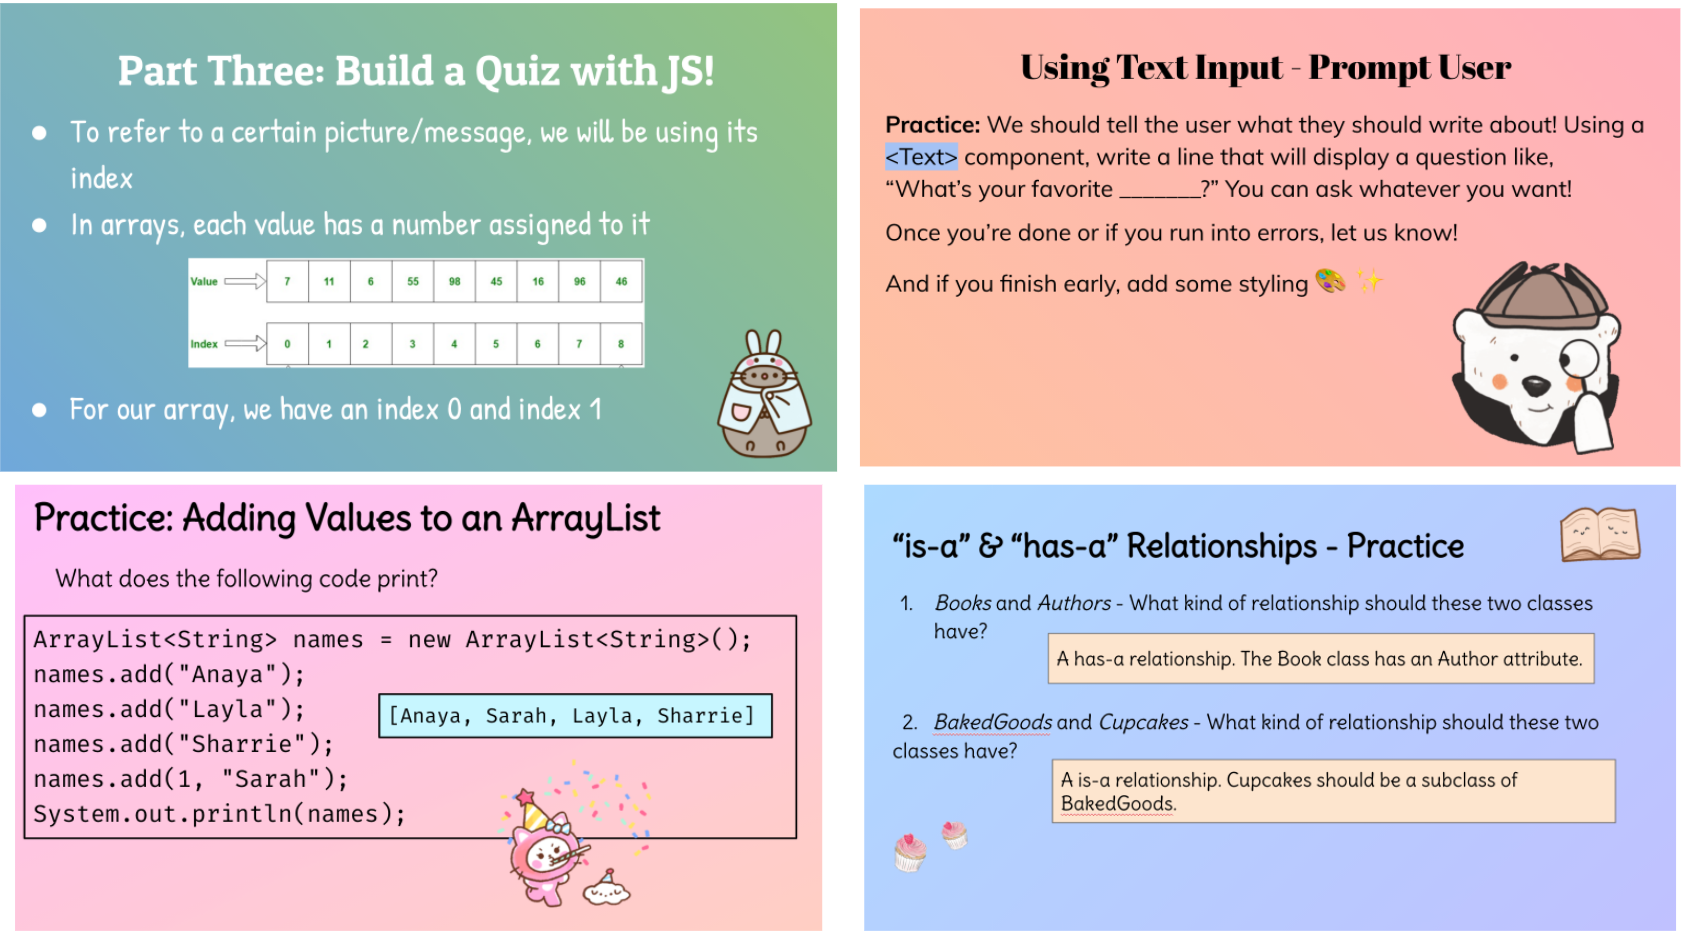 Part Three: Build a Quiz with JS!
● To refer to a certain picture/message, we will be using its
index
● In arrays, each value has a number assigned to it
Value 7 11 6 55 98 45 16 96 46
Index 0 1 2 3 4 5 6 7 8
● For our array, we have an index 0 and index 1
Using Text Input - Prompt User
Practice: We should tell the user what they should write about! Using a
<Text> component, write a line that will display a question like,
“What’s your favorite _______?” You can ask whatever you want!
Once you’re done or if you run into errors, let us know!
And if you finish early, add some styling 🎨 ✨
Practice: Adding Values to an ArrayList
What does the following code print?
ArrayList<String> names = new ArrayList<String>();
names.add("Anaya");
names.add("Layla");
names.add("Sharrie");
names.add(1, "Sarah");
System.out.println(names);
[Anaya, Sarah, Layla, Sharrie]
“is-a” & “has-a” Relationships - Practice
1. Books and Authors - What kind of relationship should these two classes
have?
A has-a relationship. The Book class has an Author attribute.
2. BakedGoods and Cupcakes - What kind of relationship should these two
classes have?
A is-a relationship. Cupcakes should be a subclass of
BakedGoods.